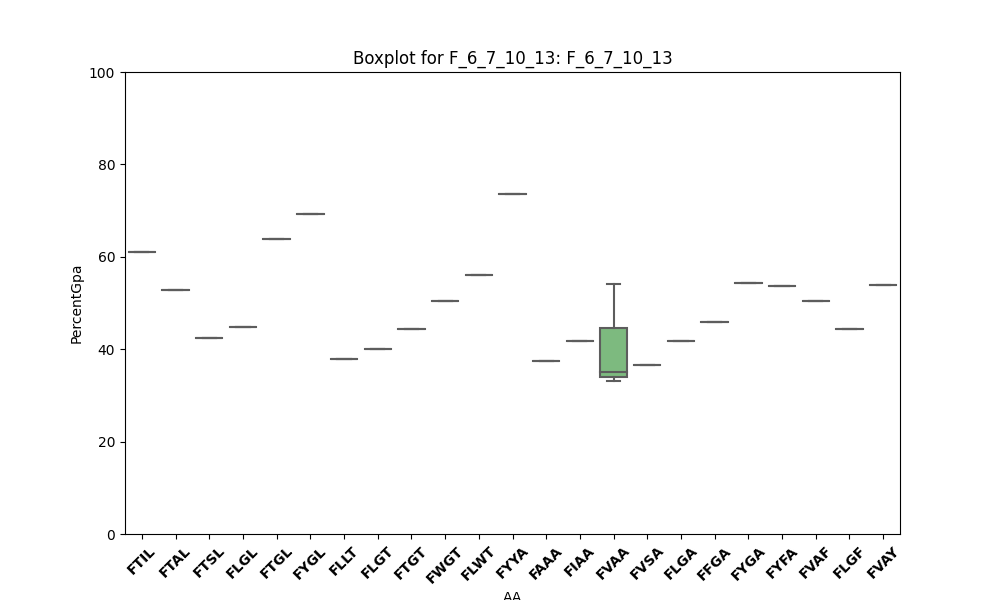 Boxplot for F_6_7_10_13: F_6_7_10_13
100
80
60
40
20
0
PercentGpa
FTIL FTAL FTSL FLGL FTGL FYGL FLLT FLGT FTGT FWGT FLWT FYYA FAAA FIAA FVAA FVSA FLGA FFGA FYGA FYFA FVAF FLGF FVAY
AA